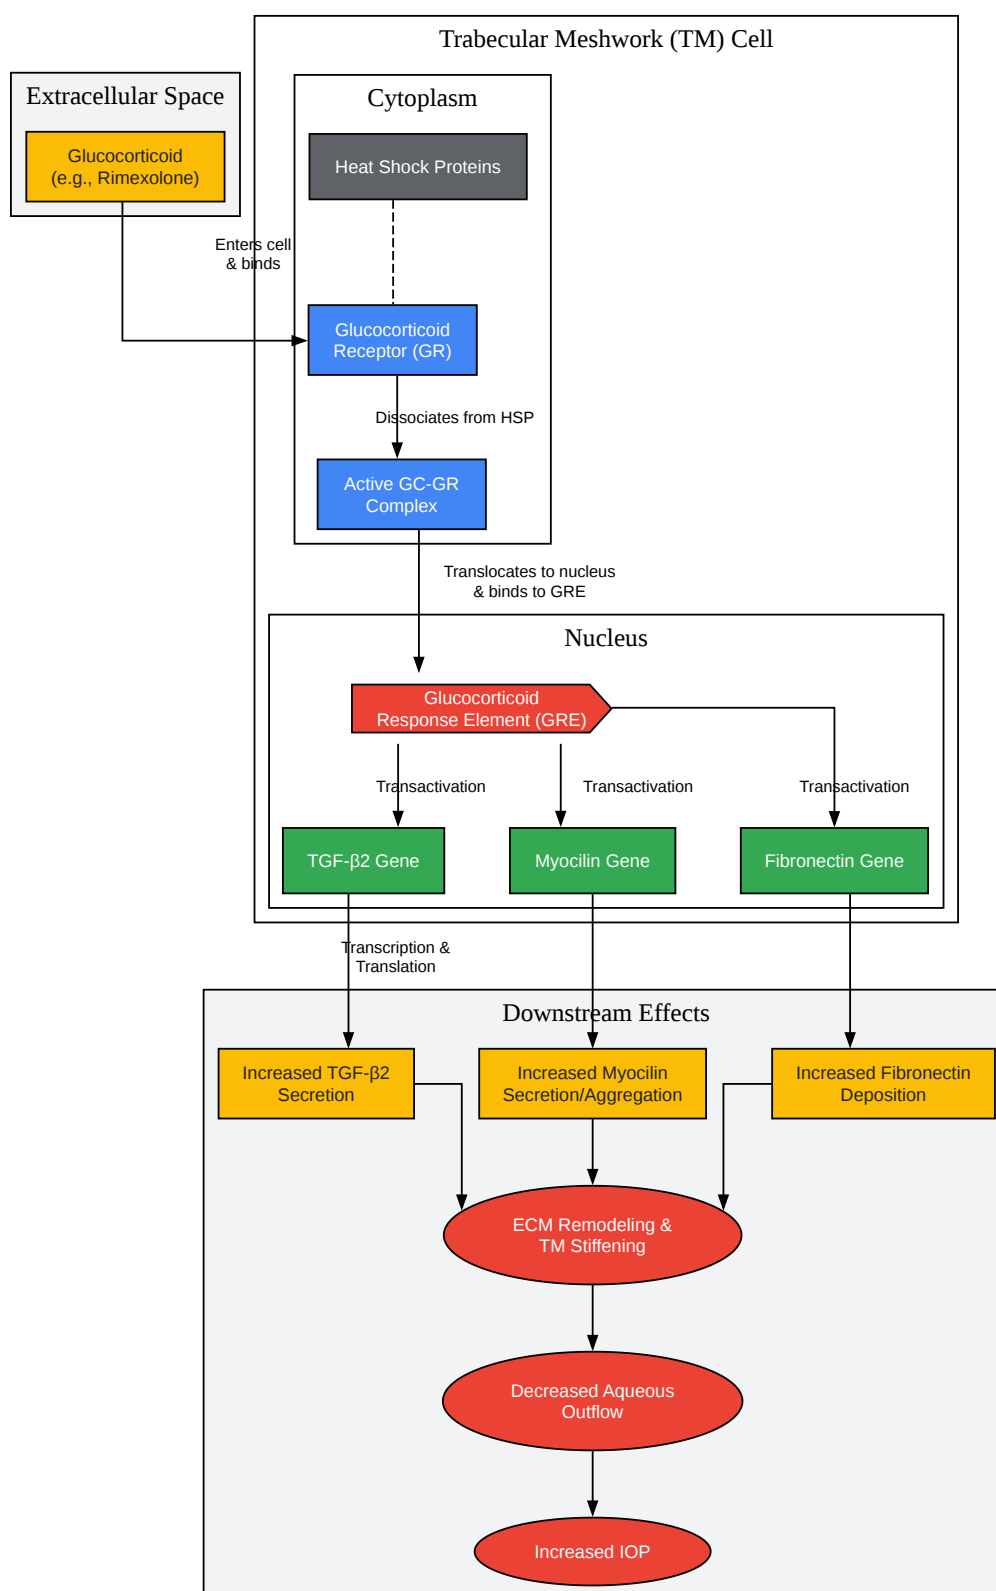 Trabecular Meshwork (TM) Cell
Extracellular Space
Cytoplasm
Glucocorticoid
(e.g., Rimexolone)
Heat Shock Proteins
Enters cell
& binds
Glucocorticoid
Receptor (GR)
Dissociates from HSP
Active GC-GR
Complex
Translocates to nucleus
& binds to GRE
Nucleus
Glucocorticoid
Response Element (GRE)
Transactivation
Transactivation
Transactivation
TGF-β2 Gene
Myocilin Gene
Fibronectin Gene
Transcription &
Translation
Downstream Effects
Increased TGF-β2
Secretion
Increased Myocilin
Secretion/Aggregation
Increased Fibronectin
Deposition
ECM Remodeling &
TM Stiffening
Decreased Aqueous
Outflow
Increased IOP